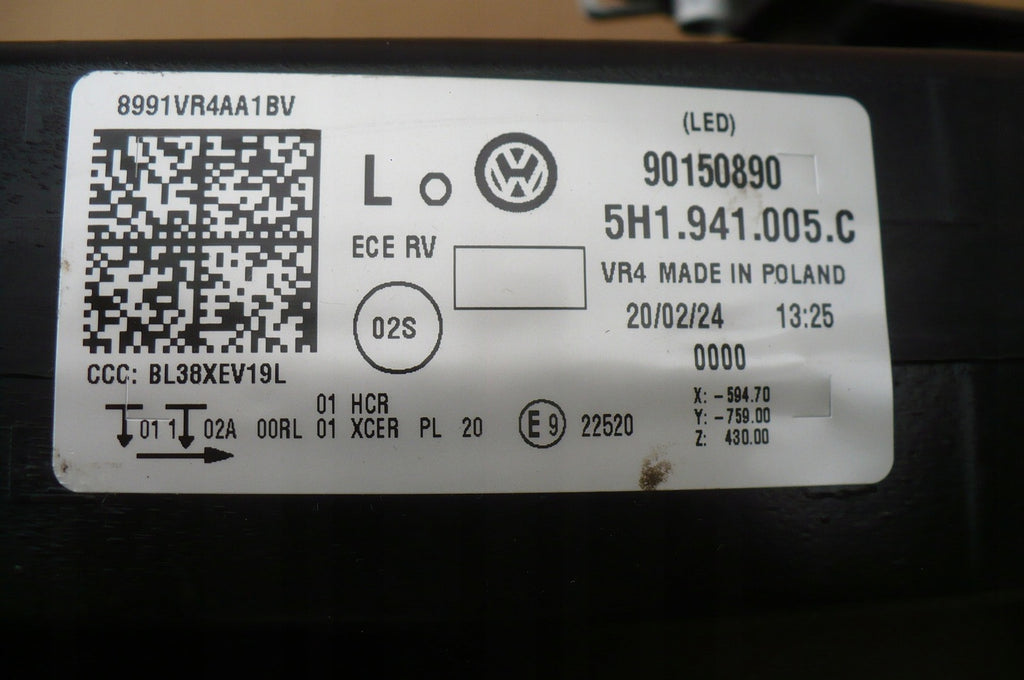 8991VR4AA1BV
L
ECE RV
02S
CCC: BL38XEV19L
(LED)
90150890
5H1.941.005.C
VR4 MADE IN POLAND
20/02/24 13:25
0000
X: -594.70
Y: -759.00
Z: 430.00
01 HCR
01 1 02A 00RL 01 XCER PL 20 E9 22520